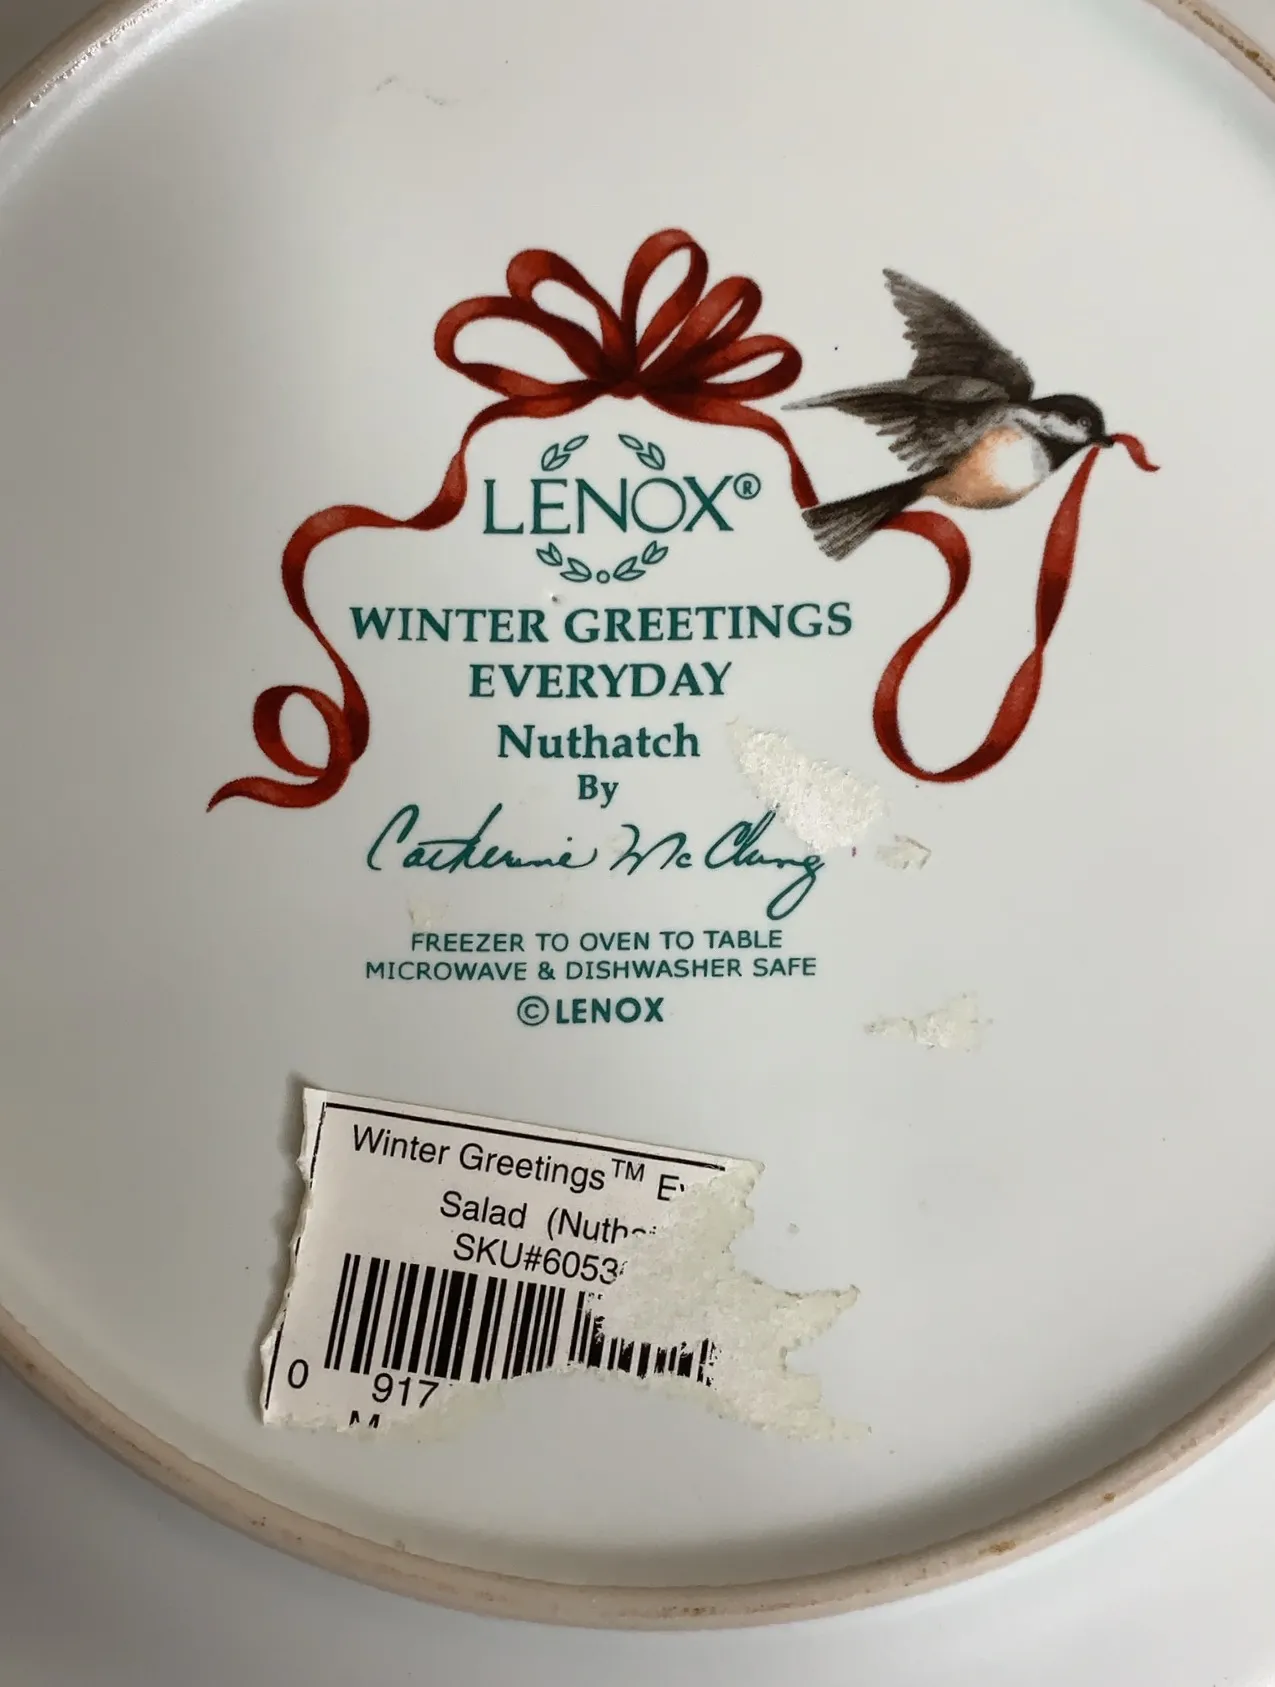 LENOX®
WINTER GREETINGS
EVERYDAY
Nuthatch
By
Catherine McClung
FREEZER TO OVEN TO TABLE
MICROWAVE & DISHWASHER SAFE
© LENOX
Winter Greetings™
Salad
SKU#6053
0 917